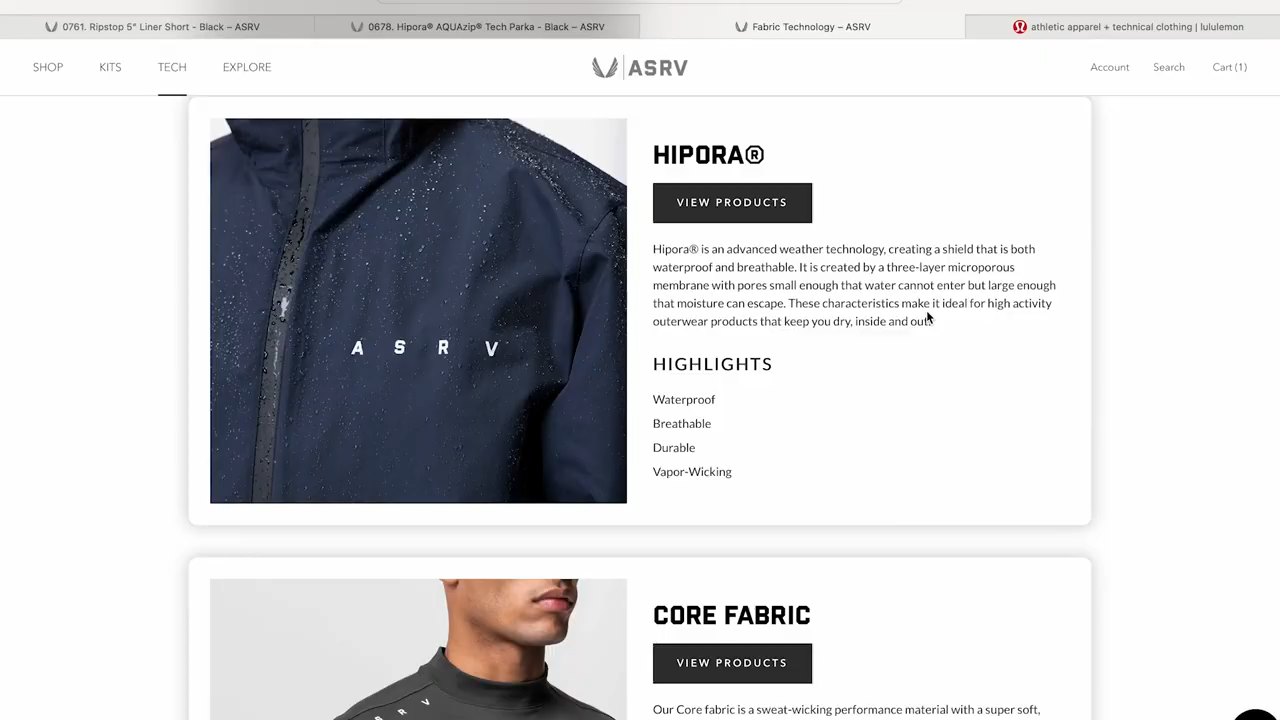 0761. Ripstop 5" Liner Short - Black – ASRV
0678. Hipora® AQUAzip® Tech Parka - Black – ASRV
Fabric Technology – ASRV
athletic apparel + technical clothing | lululemon
SHOP
KITS
TECH
EXPLORE
ASRV
Account
Search
Cart (1)
A S R V
HIPORA®
VIEW PRODUCTS
Hipora® is an advanced weather technology, creating a shield that is both
waterproof and breathable. It is created by a three-layer microporous
membrane with pores small enough that water cannot enter but large enough
that moisture can escape. These characteristics make it ideal for high activity
outerwear products that keep you dry, inside and out.
HIGHLIGHTS
Waterproof
Breathable
Durable
Vapor-Wicking
S R V
CORE FABRIC
VIEW PRODUCTS
Our Core fabric is a sweat-wicking performance material with a super soft,